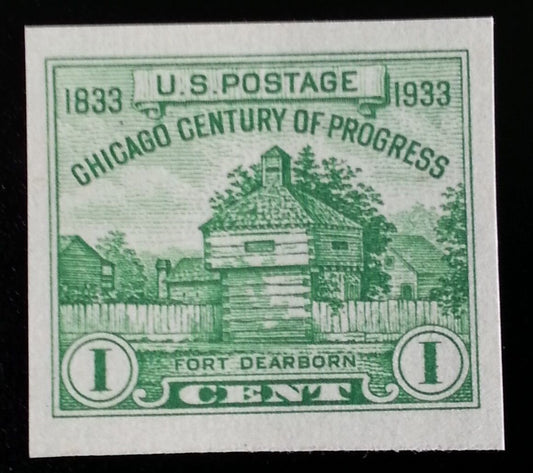 U.S. POSTAGE
1833 1933
CHICAGO CENTURY OF PROGRESS
FORT DEARBORN
1 CENT 1